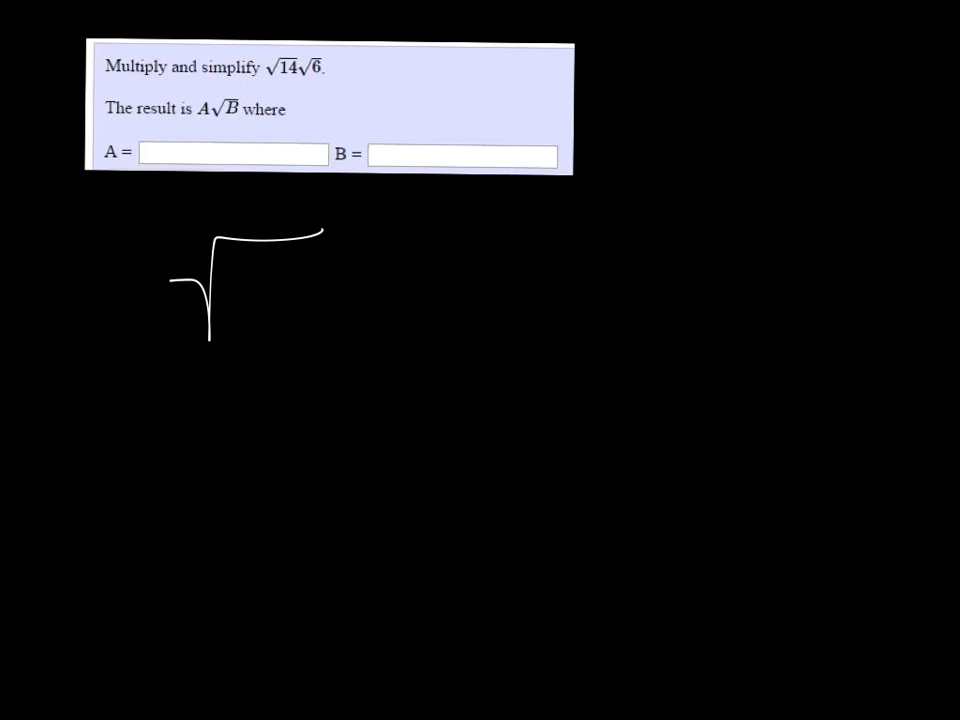 Multiply and simplify √14√6.
The result is A√B where
A = B =
√